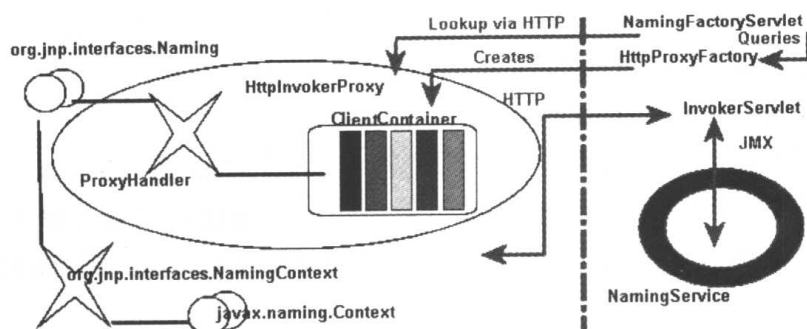 Lookup via HTTP
NamingFactoryServlet
Queries
org.jnp.interfaces.Naming
Creates
HttpProxyFactory
HttpInvokerProxy
HTTP
InvokerServlet
ClientContainer
JMX
ProxyHandler
org.jnp.interfaces.NamingContext
NamingService
javax.naming.Context